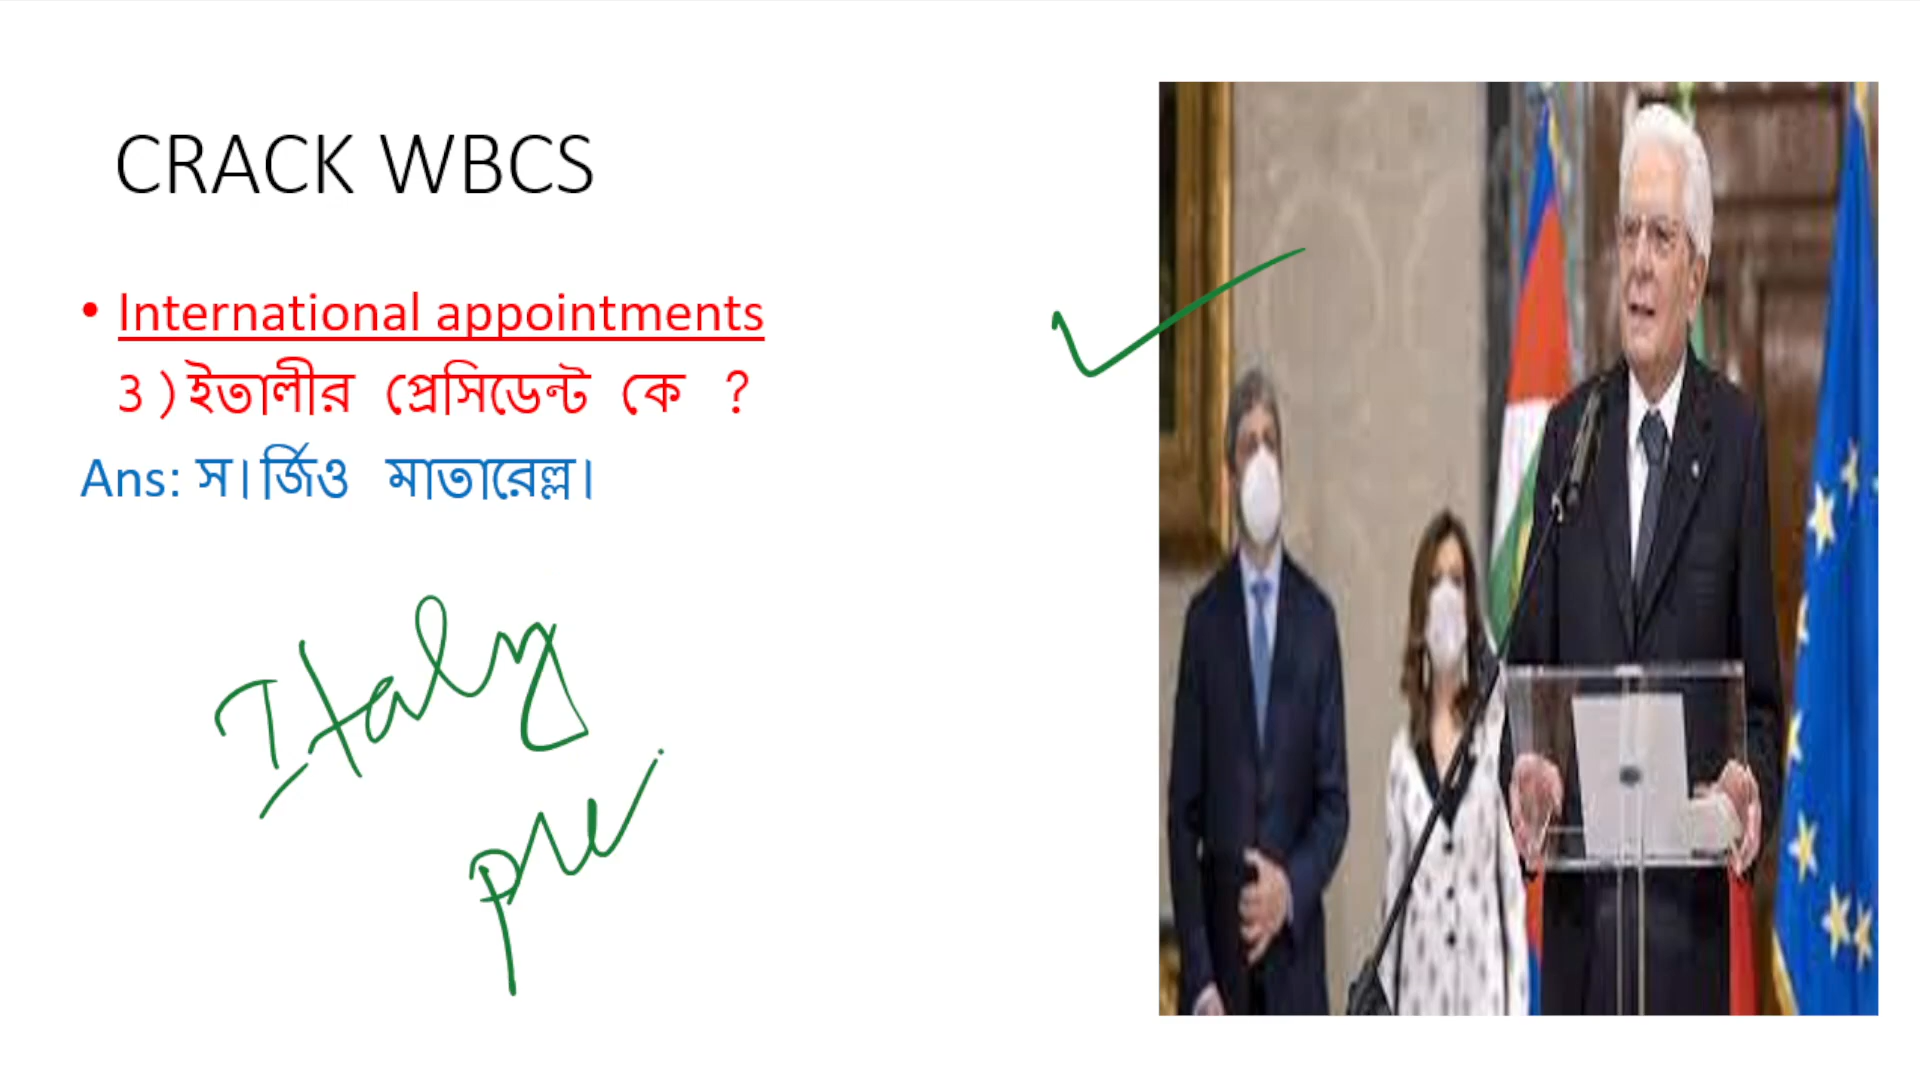 CRACK WBCS
• International appointments
3 ) ইতালীর প্রেসিডেন্ট কে ?
Ans: স।র্জিও মাতারেল্ল।
Italy
pre